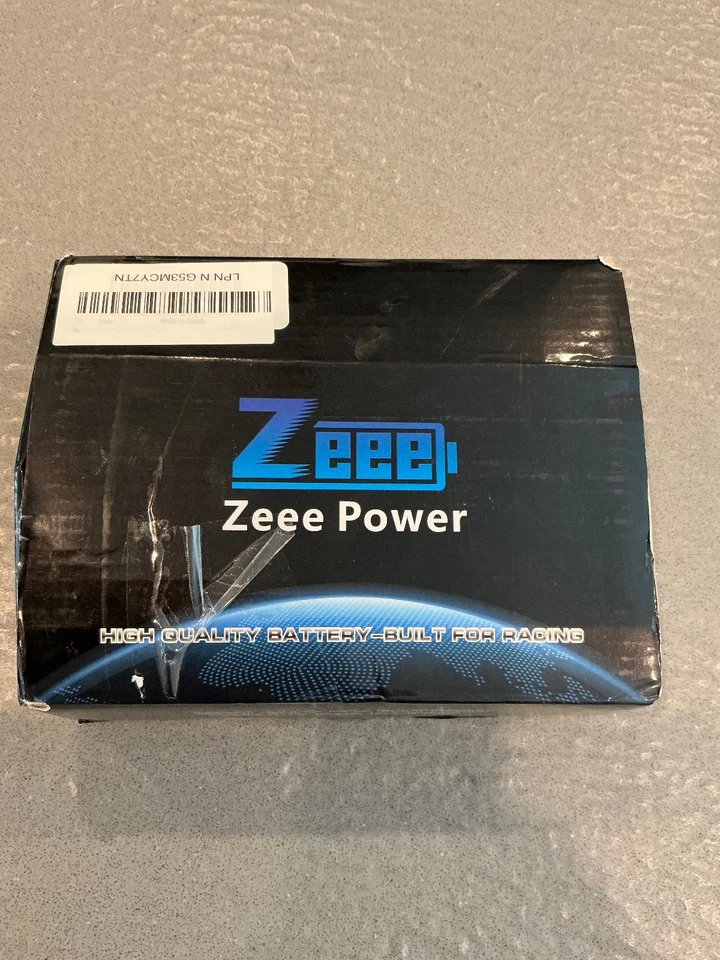 LPN N G53MCY7TN
Zeee
Zeee Power
HIGH QUALITY BATTERY-BUILT FOR RACING